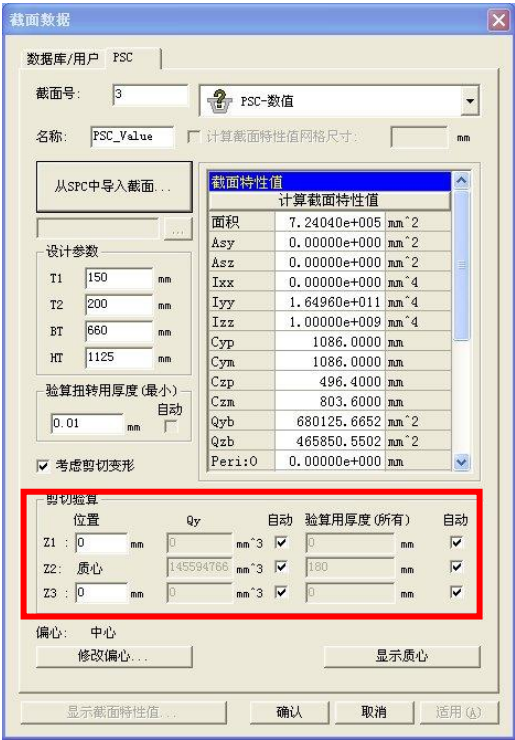 截面数据
数据库/用户 PSC
截面号: 3 PSC-数值
名称: PSC_Value 计算截面特性值网格尺寸: mm
从SPC中导入截面...
...
设计参数
T1 150 mm
T2 200 mm
BT 660 mm
HT 1125 mm
验算扭转用厚度(最小)
自动
0.01 mm
考虑剪切变形
截面特性值
计算截面特性值
面积 7.24040e+005 mm^2
Asy 0.00000e+000 mm^2
Asz 0.00000e+000 mm^2
Ixx 0.00000e+000 mm^4
Iyy 1.64960e+011 mm^4
Izz 1.00000e+009 mm^4
Cyp 1086.0000 mm
Cym 1086.0000 mm
Czp 496.4000 mm
Czm 803.6000 mm
Qyb 680125.6652 mm^2
Qzb 465850.5502 mm^2
Peri:O 0.00000e+000 mm
剪切验算
位置 Qy 自动 验算用厚度(所有) 自动
Z1 : 0 mm 0 mm^3 0 mm
Z2: 质心 145594766 mm^3 180 mm
Z3 : 0 mm 0 mm^3 0 mm
偏心: 中心
修改偏心... 显示质心
显示截面特性值... 确认 取消 适用(A)